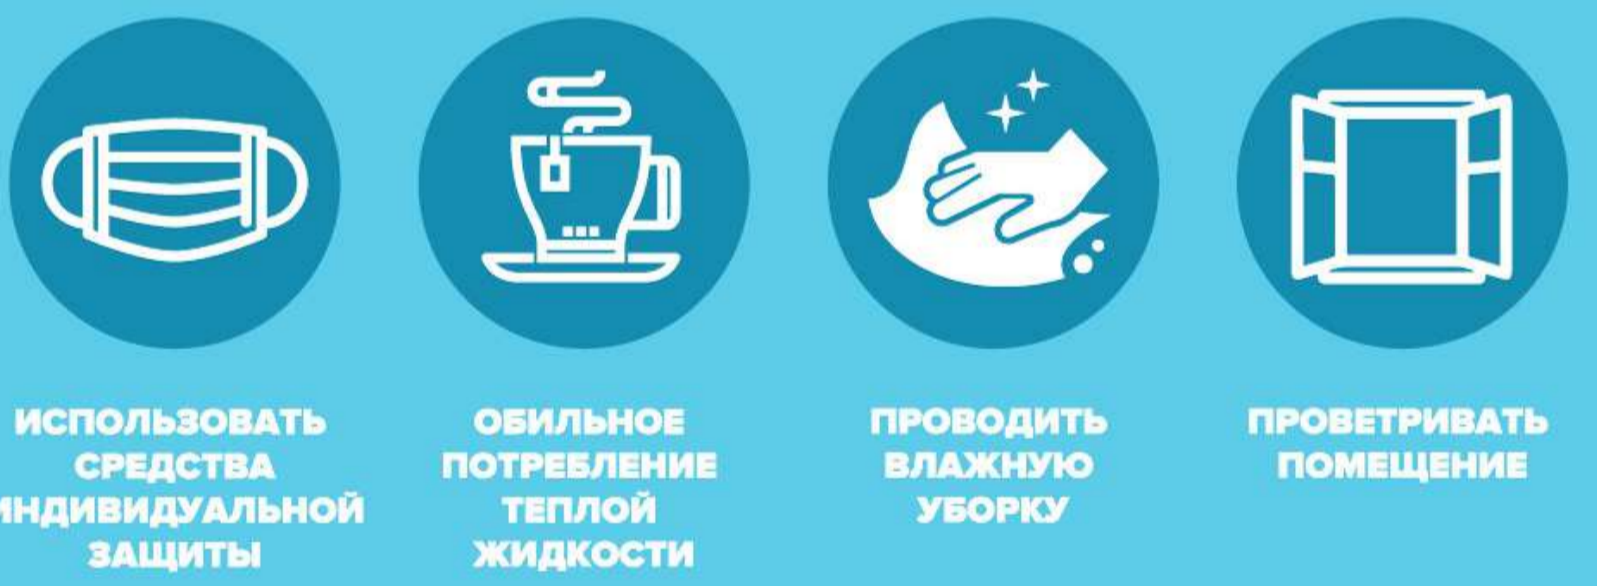 ИСПОЛЬЗОВАТЬ
СРЕДСТВА
ИНДИВИДУАЛЬНОЙ
ЗАЩИТЫ
ОБИЛЬНОЕ
ПОТРЕБЛЕНИЕ
ТЕПЛОЙ
ЖИДКОСТИ
ПРОВОДИТЬ
ВЛАЖНУЮ
УБОРКУ
ПРОВЕТРИВАТЬ
ПОМЕЩЕНИЕ